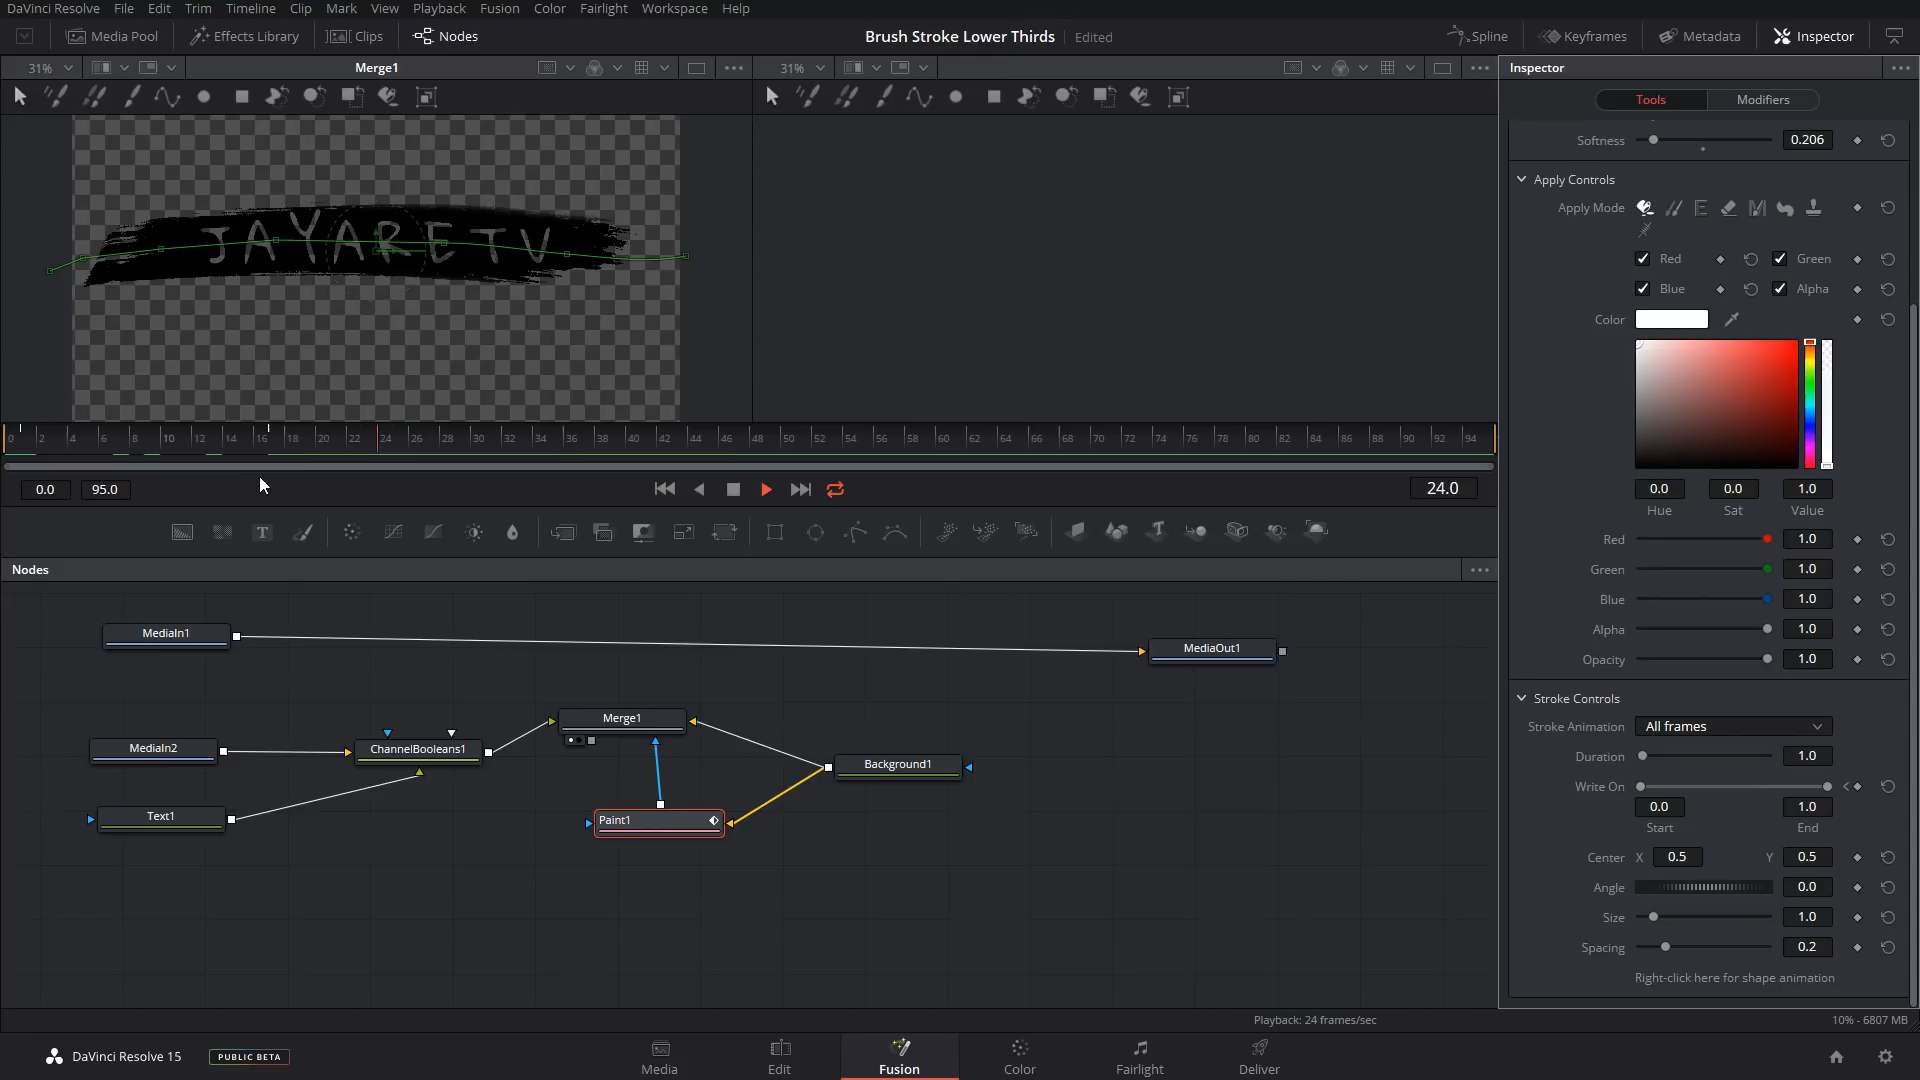 DaVinci Resolve File Edit Trim Timeline Clip Mark View Playback Fusion Color Fairlight Workspace Help
Media Pool Effects Library Clips Nodes Brush Stroke Lower Thirds Edited Spline Keyframes Metadata Inspector
31% Merge1 31% Inspector
Tools Modifiers
Softness 0.206
JAYARETV
Apply Controls
Apply Mode
Red Green
Blue Alpha
Color
0 2 4 6 8 10 12 14 16 18 20 22 24 26 28 30 32 34 36 38 40 42 44 46 48 50 52 54 56 58 60 62 64 66 68 70 72 74 76 78 80 82 84 86 88 90 92 94
0.0 95.0 24.0
0.0 0.0 1.0
Hue Sat Value
Red 1.0
Green 1.0
Blue 1.0
Alpha 1.0
Opacity 1.0
Nodes
MediaIn1
MediaOut1
Merge1
MediaIn2
ChannelBooleans1
Background1
Text1
Paint1
Stroke Controls
Stroke Animation All frames
Duration 1.0
Write On
0.0 1.0
Start End
Center X 0.5 Y 0.5
Angle 0.0
Size 1.0
Spacing 0.2
Right-click here for shape animation
Playback: 24 frames/sec 10% - 6807 MB
DaVinci Resolve 15 PUBLIC BETA
Media Edit Fusion Color Fairlight Deliver